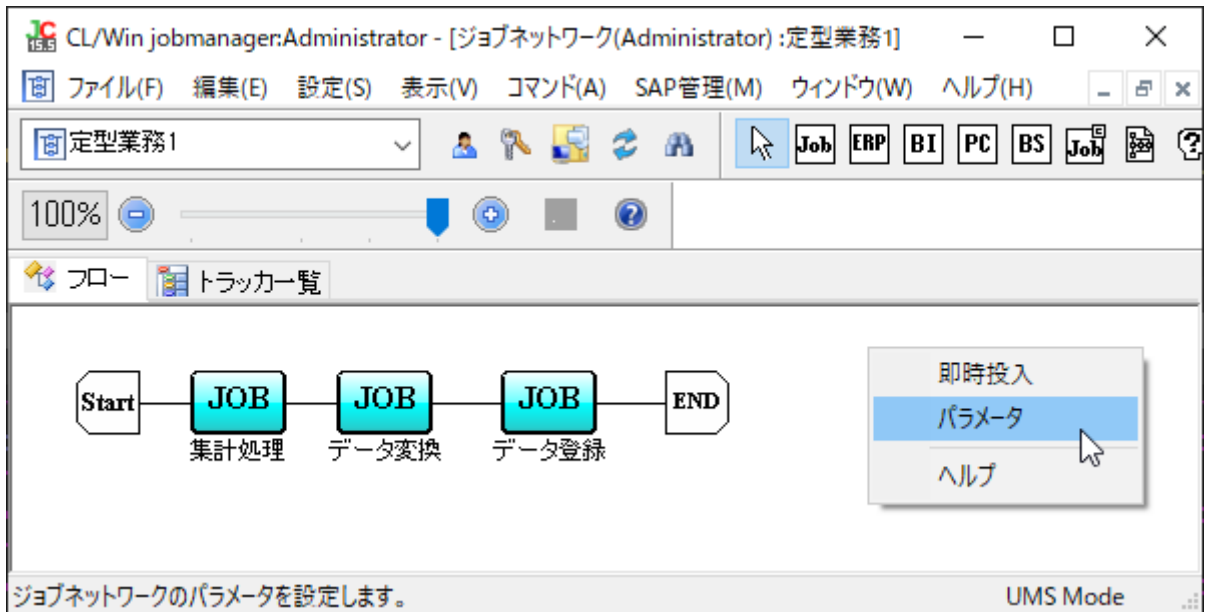 JC 15.5 CL/Win jobmanager:Administrator - [ジョブネットワーク(Administrator) :定型業務1]
ファイル(F) 編集(E) 設定(S) 表示(V) コマンド(A) SAP管理(M) ウィンドウ(W) ヘルプ(H)
定型業務1 Job ERP BI PC BS Job C
100%
フロー トラッカ一覧
即時投入
Start JOB JOB JOB END パラメータ
集計処理 データ変換 データ登録
ヘルプ
ジョブネットワークのパラメータを設定します。 UMS Mode